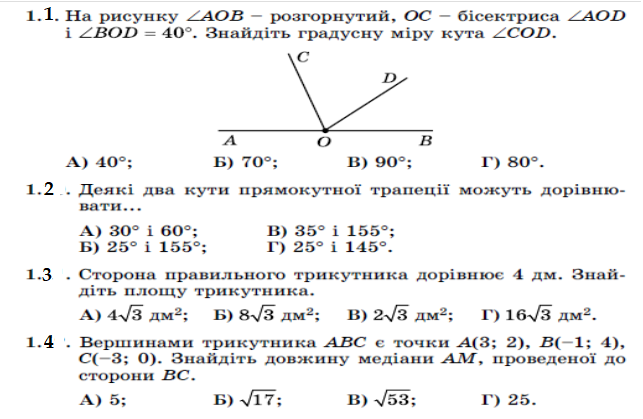 1.1. На рисунку ∠AOB – розгорнутий, OC – бісектриса ∠AOD
і ∠BOD = 40°. Знайдіть градусну міру кута ∠COD.
C
D
A O B
А) 40°; Б) 70°; В) 90°; Г) 80°.
1.2 . Деякі два кути прямокутної трапеції можуть дорівню-
вати...
А) 30° і 60°; В) 35° і 155°;
Б) 25° і 155°; Г) 25° і 145°.
1.3 . Сторона правильного трикутника дорівнює 4 дм. Знай-
діть площу трикутника.
А) 4√3 дм²; Б) 8√3 дм²; В) 2√3 дм²; Г) 16√3 дм².
1.4 . Вершинами трикутника ABC є точки A(3; 2), B(−1; 4),
C(−3; 0). Знайдіть довжину медіани AM, проведеної до
сторони BC.
А) 5; Б) √17; В) √53; Г) 25.